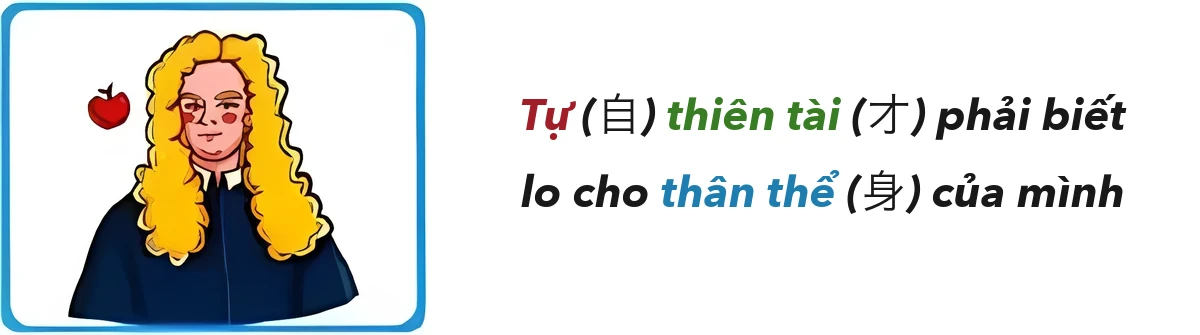 Tự (自) thiên tài (才) phải biết
lo cho thân thể (身) của mình